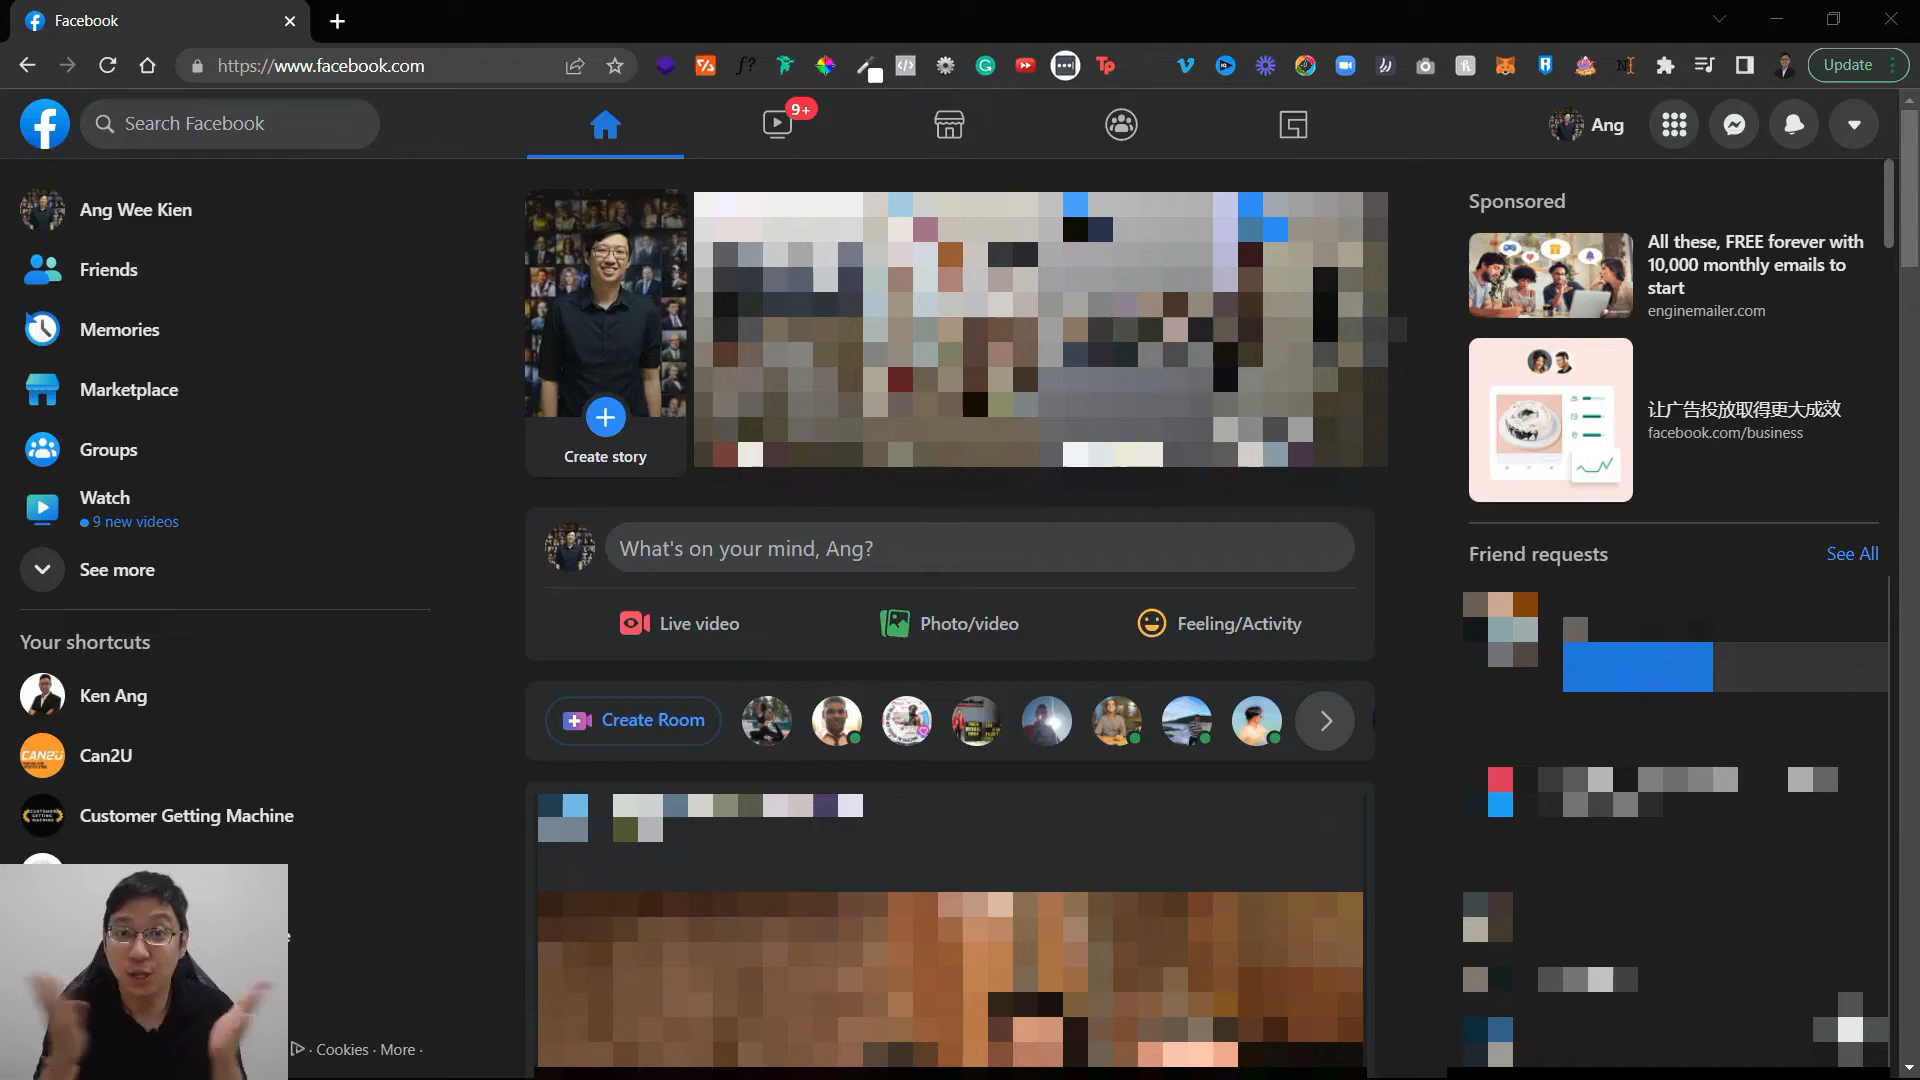 Facebook
https://www.facebook.com
Update
Search Facebook
9+
Ang
Ang Wee Kien
Friends
Memories
Marketplace
Groups
Watch
9 new videos
See more
Your shortcuts
Ken Ang
Can2U
Customer Getting Machine
· Cookies · More ·
Create story
What's on your mind, Ang?
Live video
Photo/video
Feeling/Activity
Create Room
Sponsored
All these, FREE forever with
10,000 monthly emails to
start
enginemailer.com
让广告投放取得更大成效
facebook.com/business
Friend requests
See All